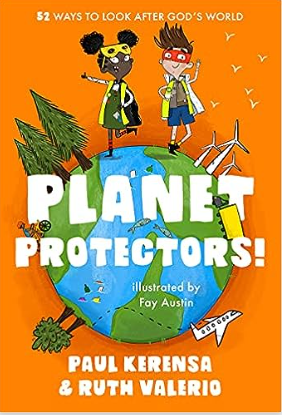 52 WAYS TO LOOK AFTER GOD'S WORLD
PLANET
PROTECTORS!
illustrated by
Fay Austin
PAUL KERENSA
& RUTH VALERIO